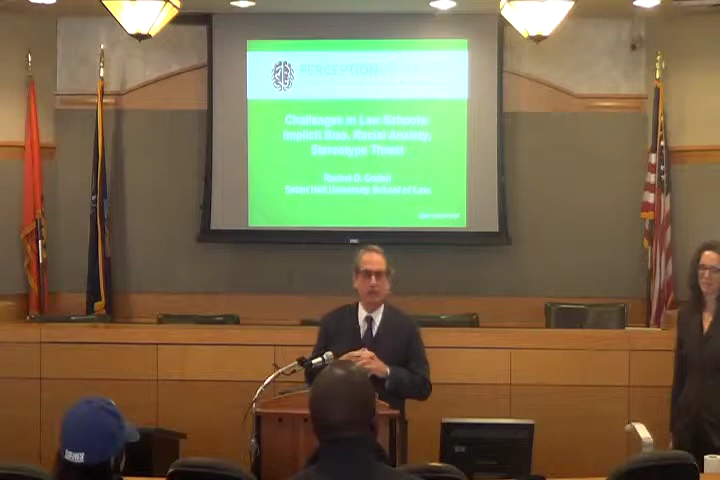 PERCEPTION
Challenges in Law Schools:
Implicit Bias, Racial Anxiety,
Stereotype Threat
Rachel D. Godsil
Seton Hall University School of Law